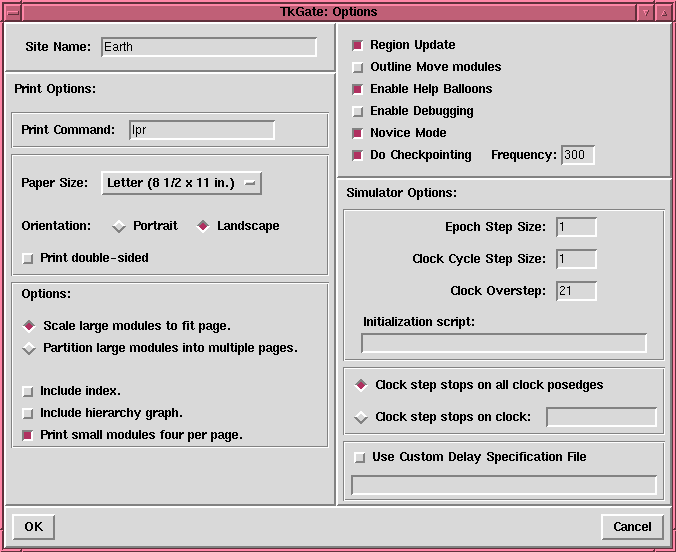 TkGate: Options
Site Name: Earth
Print Options:
Print Command: lpr
Paper Size: Letter (8 1/2 x 11 in.)
Orientation: Portrait Landscape
Print double-sided
Options:
Scale large modules to fit page.
Partition large modules into multiple pages.
Include index.
Include hierarchy graph.
Print small modules four per page.
Region Update
Outline Move modules
Enable Help Balloons
Enable Debugging
Novice Mode
Do Checkpointing Frequency: 300
Simulator Options:
Epoch Step Size: 1
Clock Cycle Step Size: 1
Clock Overstep: 21
Initialization script:
Clock step stops on all clock posedges
Clock step stops on clock:
Use Custom Delay Specification File
OK
Cancel